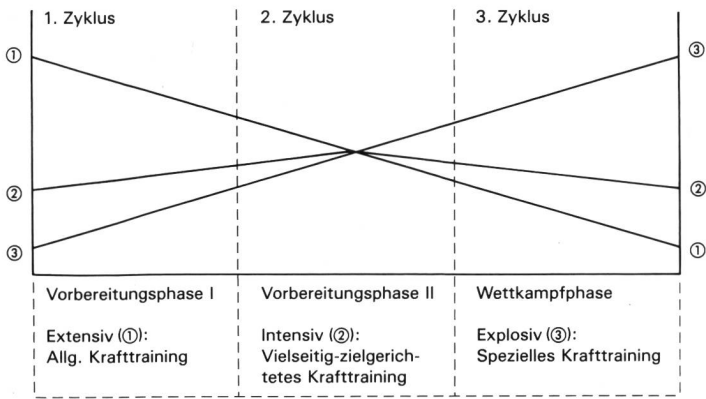 1. Zyklus
2. Zyklus
3. Zyklus
①
②
③
③
②
①
Vorbereitungsphase I
Extensiv (①):
Allg. Krafttraining
Vorbereitungsphase II
Intensiv (②):
Vielseitig-zielgerich-
tetes Krafttraining
Wettkampfphase
Explosiv (③):
Spezielles Krafttraining